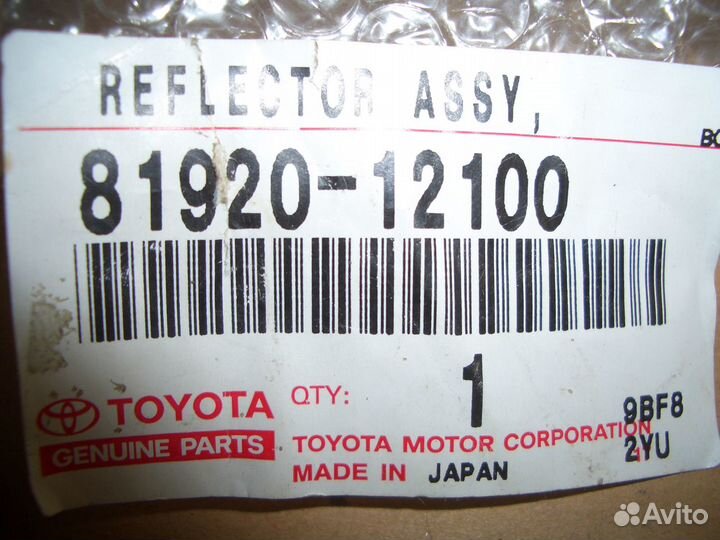 REFLECTOR ASSY,
81920-12100
TOYOTA
GENUINE PARTS
QTY: 1
TOYOTA MOTOR CORPORATION
MADE IN JAPAN
9BF8
2YU
Avito